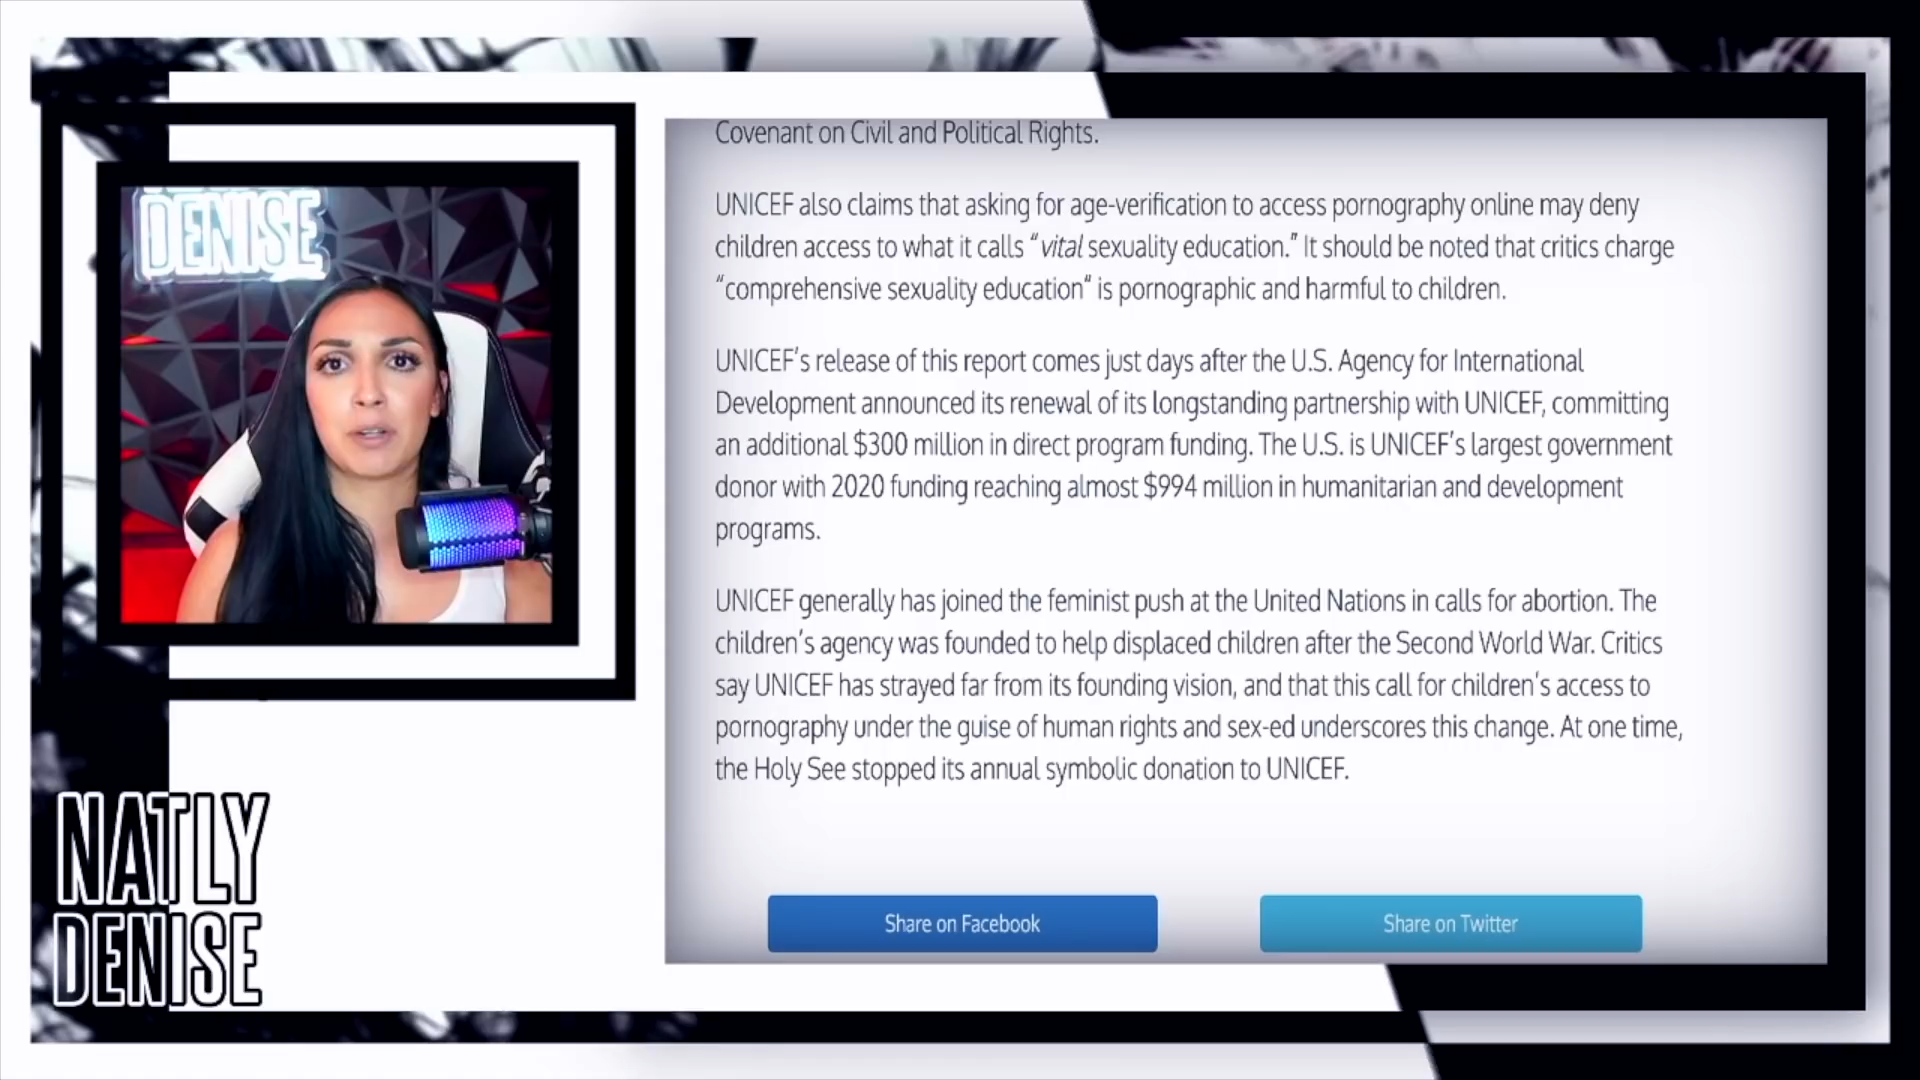 DENISE
Covenant on Civil and Political Rights.
UNICEF also claims that asking for age-verification to access pornography online may deny
children access to what it calls “vital sexuality education.” It should be noted that critics charge
“comprehensive sexuality education“ is pornographic and harmful to children.
UNICEF’s release of this report comes just days after the U.S. Agency for International
Development announced its renewal of its longstanding partnership with UNICEF, committing
an additional $300 million in direct program funding. The U.S. is UNICEF’s largest government
donor with 2020 funding reaching almost $994 million in humanitarian and development
programs.
UNICEF generally has joined the feminist push at the United Nations in calls for abortion. The
children’s agency was founded to help displaced children after the Second World War. Critics
say UNICEF has strayed far from its founding vision, and that this call for children’s access to
pornography under the guise of human rights and sex-ed underscores this change. At one time,
the Holy See stopped its annual symbolic donation to UNICEF.
Share on Facebook
Share on Twitter
NATLY
DENISE